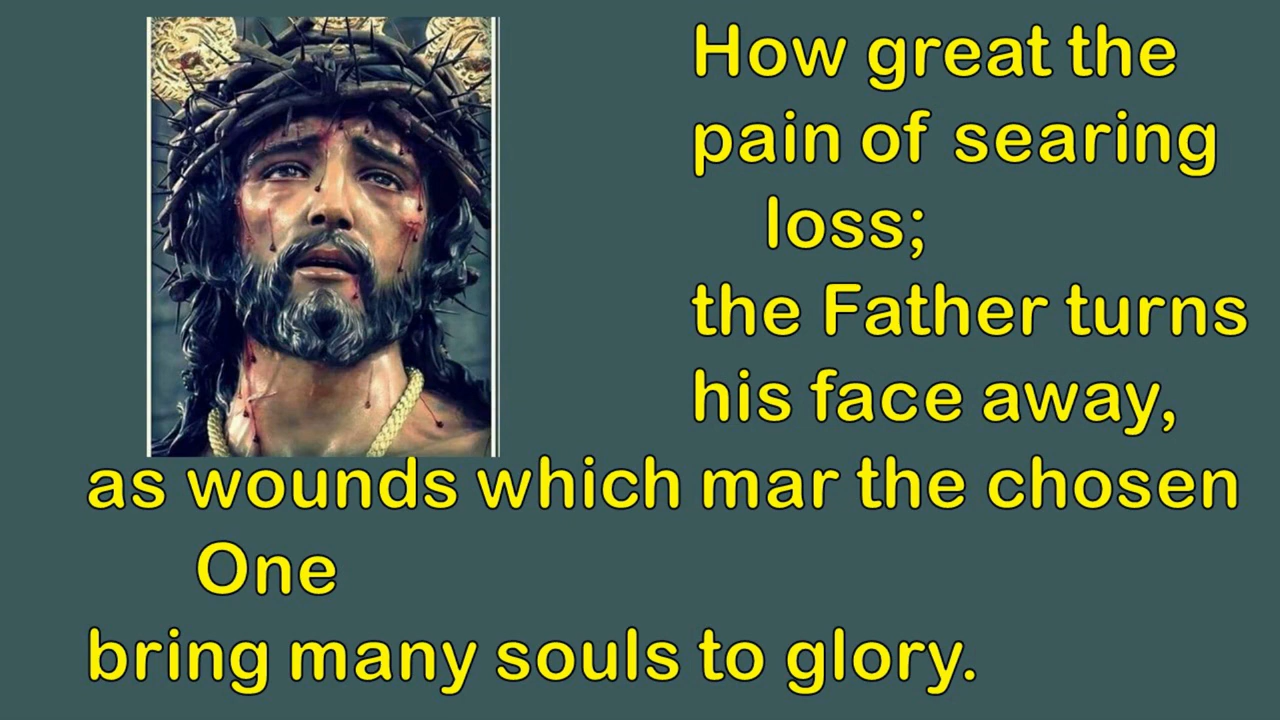 How great the
pain of searing
loss;
the Father turns
his face away,
as wounds which mar the chosen
One
bring many souls to glory.